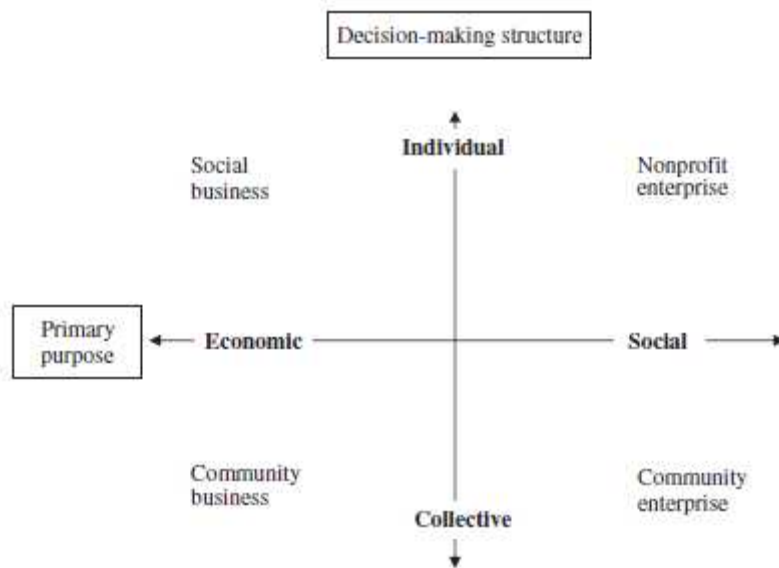 Decision-making structure
Individual
Social
business
Nonprofit
enterprise
Primary
purpose
Economic
Social
Community
business
Community
enterprise
Collective